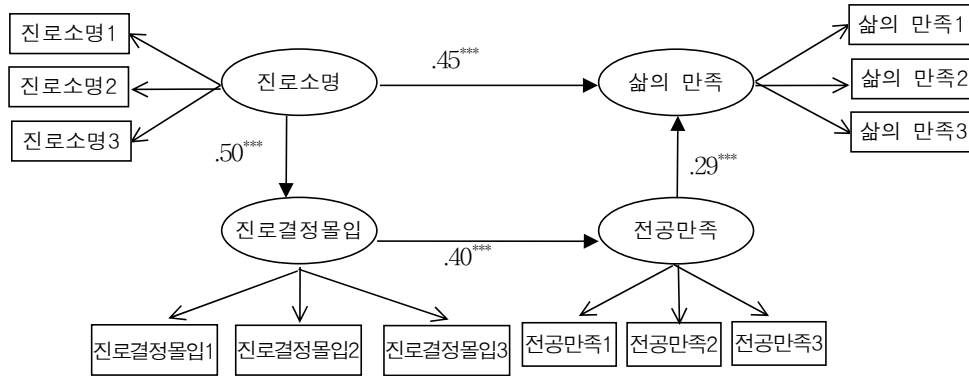 진로소명1
진로소명2
진로소명3
진로소명
.45***
삶의 만족
삶의 만족1
삶의 만족2
삶의 만족3
.50***
.29***
진로결정몰입
.40***
전공만족
진로결정몰입1
진로결정몰입2
진로결정몰입3
전공만족1
전공만족2
전공만족3